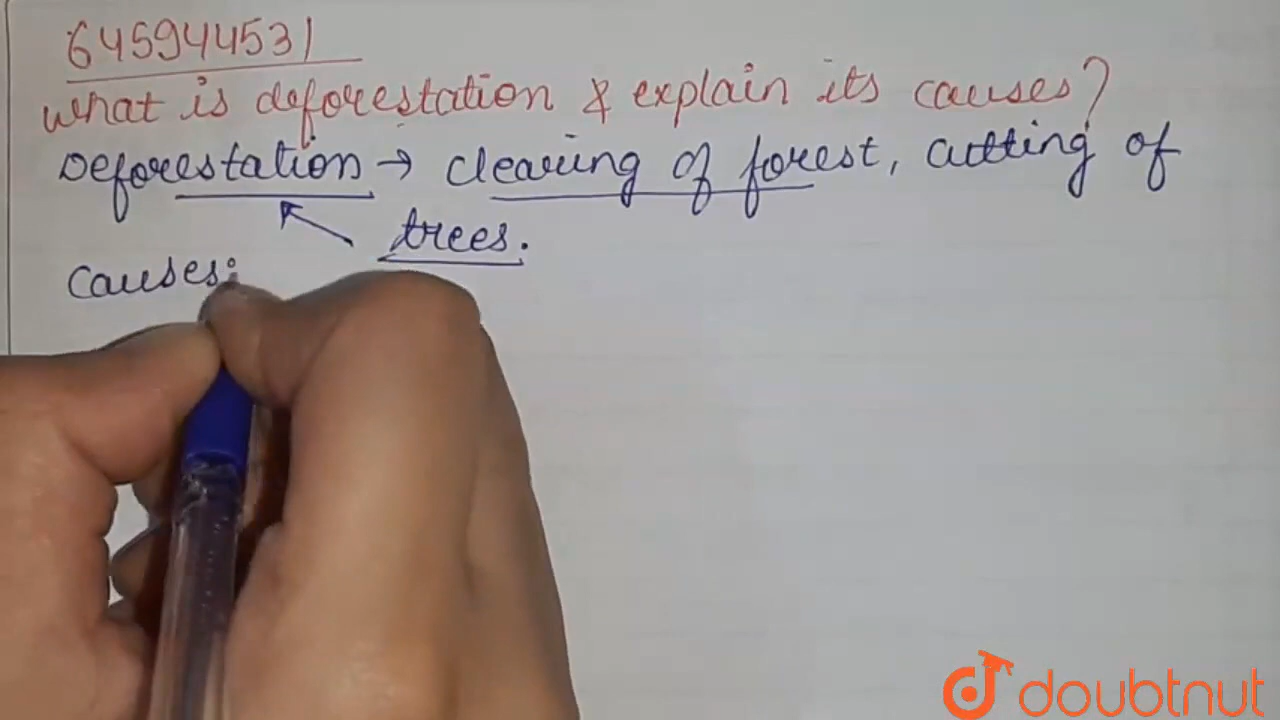 645944531
What is deforestation & explain its causes?
Deforestation → clearing of forest, cutting of
trees.
causes:
doubtnut